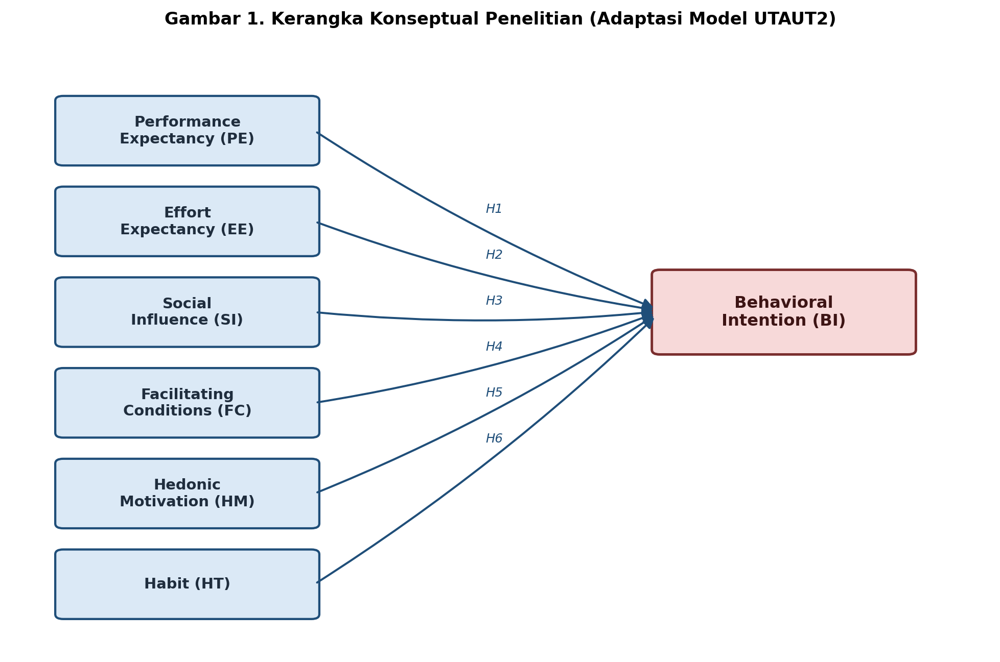 Gambar 1. Kerangka Konseptual Penelitian (Adaptasi Model UTAUT2)
Performance
Expectancy (PE)
Effort
Expectancy (EE)
Social
Influence (SI)
Facilitating
Conditions (FC)
Hedonic
Motivation (HM)
Habit (HT)
H1
H2
H3
H4
H5
H6
Behavioral
Intention (BI)